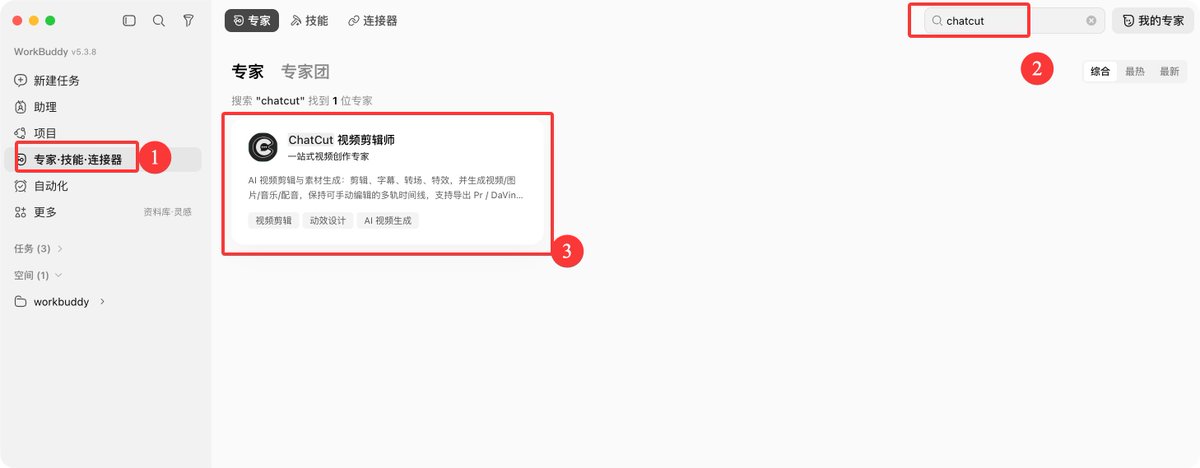 专家
技能
连接器
chatcut
我的专家
WorkBuddy v5.3.8
新建任务
助理
项目
专家·技能·连接器
1
自动化
更多
资料库·灵感
任务 (3)
空间 (1)
workbuddy
专家 专家团
2
综合 最热 最新
搜索 "chatcut" 找到 1 位专家
ChatCut 视频剪辑师
一站式视频创作专家
AI 视频剪辑与素材生成：剪辑，字幕、转场、特效，并生成视频/图
片/音乐/配音，保持可手动编辑的多轨时间线，支持导出 Pr / DaVin...
视频剪辑 动效设计 AI 视频生成
3